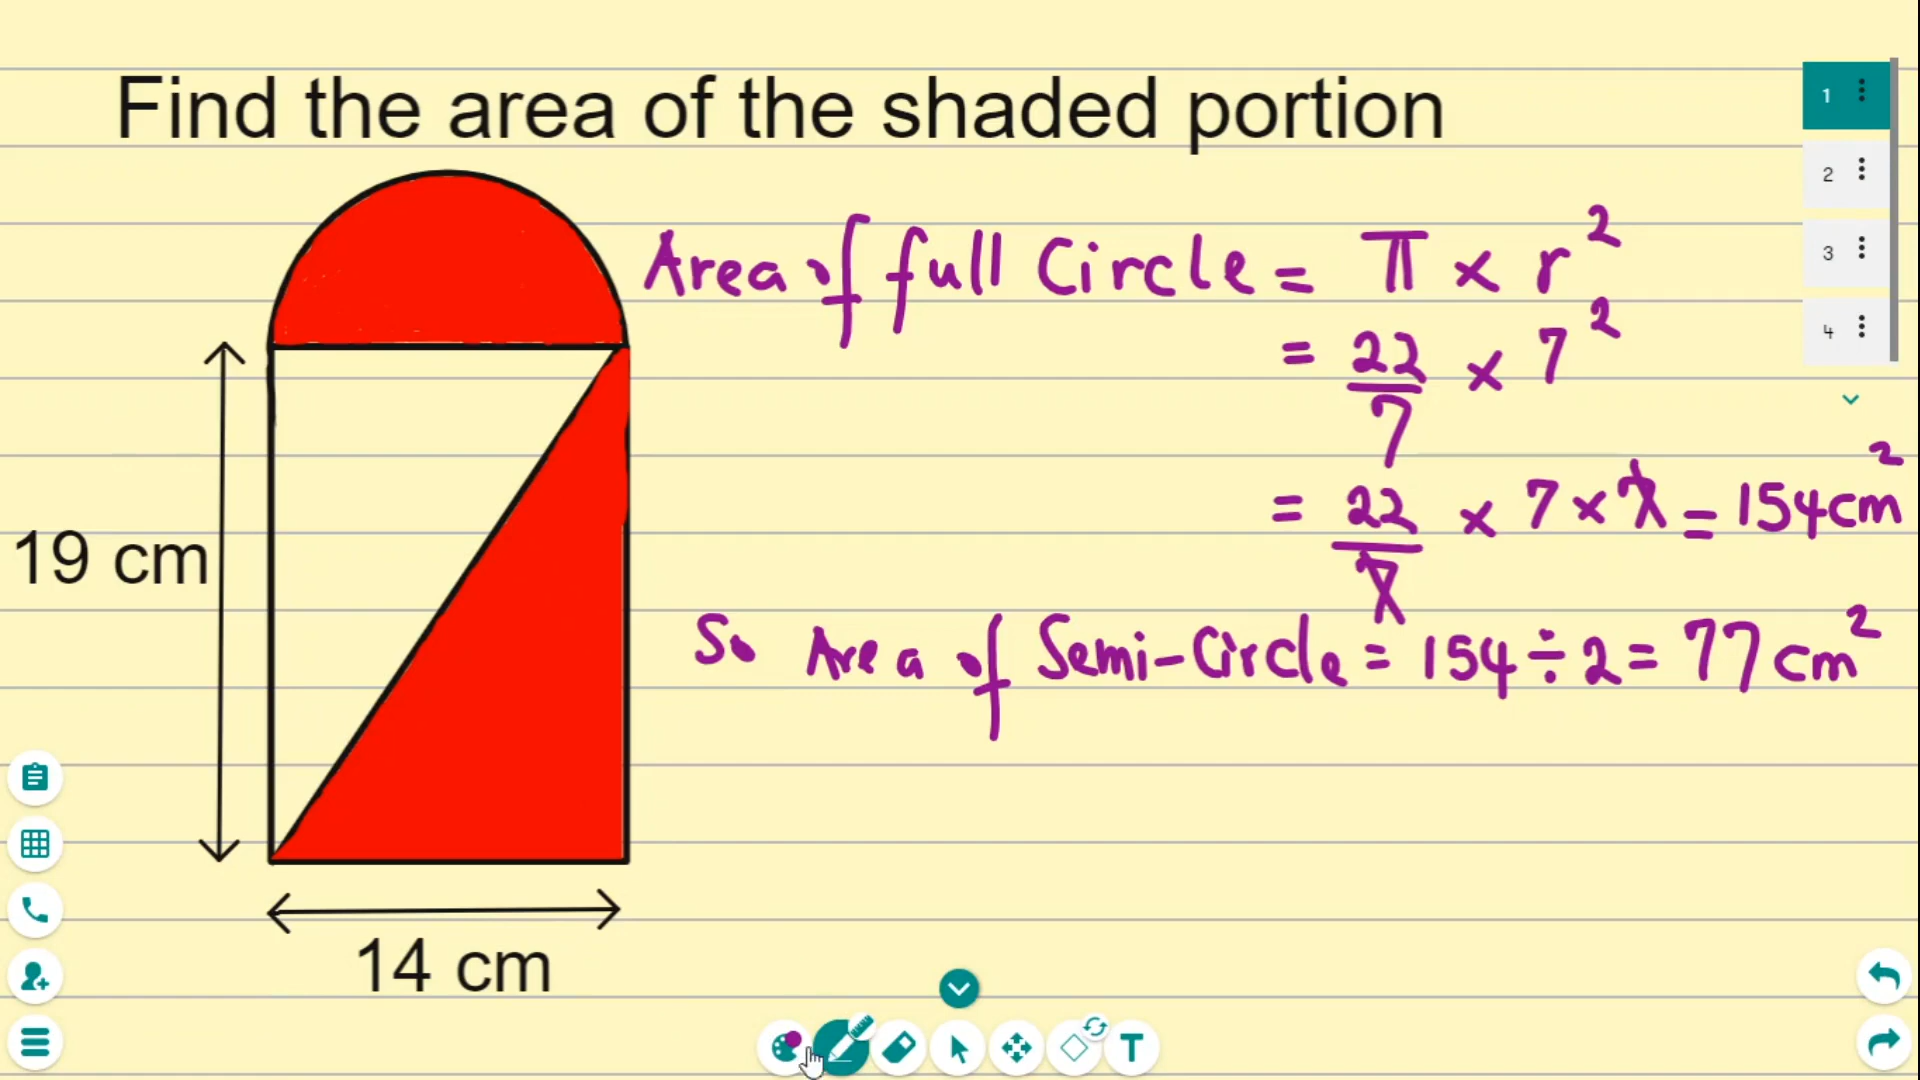 Find the area of the shaded portion
Area of full Circle = π × r²
= 22/7 × 7²
= 22/7 × 7 × 7 = 154cm²
So Area of Semi-Circle = 154 ÷ 2 = 77cm²
19 cm
14 cm
1
2
3
4
T